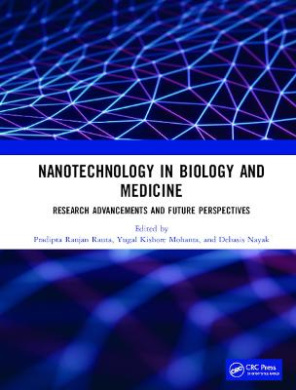 NANOTECHNOLOGY IN BIOLOGY AND
MEDICINE
RESEARCH ADVANCEMENTS AND FUTURE PERSPECTIVES
Edited by
Pradipta Ranjan Rauta, Yugal Kishore Mohanta, and Debasis Nayak
CRC Press